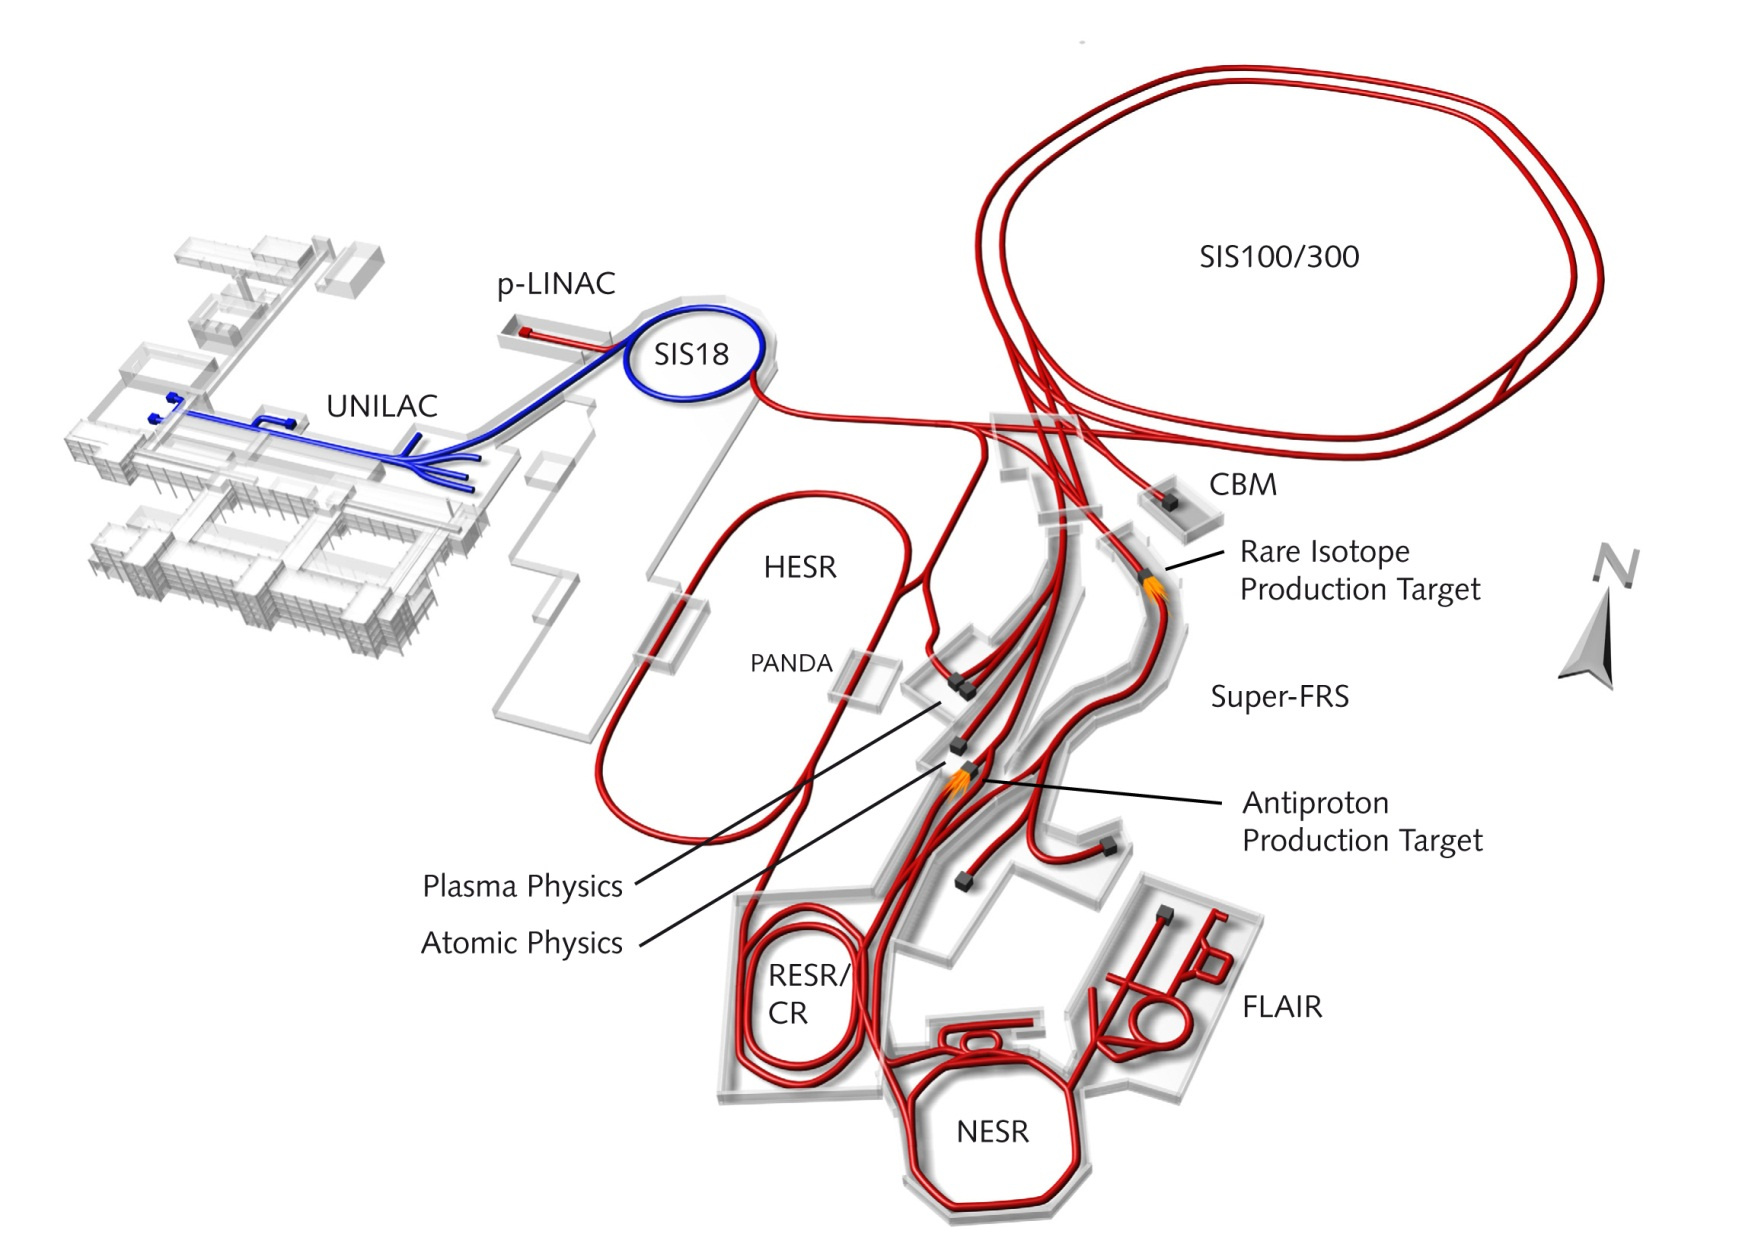 SIS100/300
p-LINAC
SIS18
UNILAC
CBM
Rare Isotope
Production Target
HESR
N
PANDA
Super-FRS
Antiproton
Production Target
Plasma Physics
Atomic Physics
RESR/
CR
FLAIR
NESR